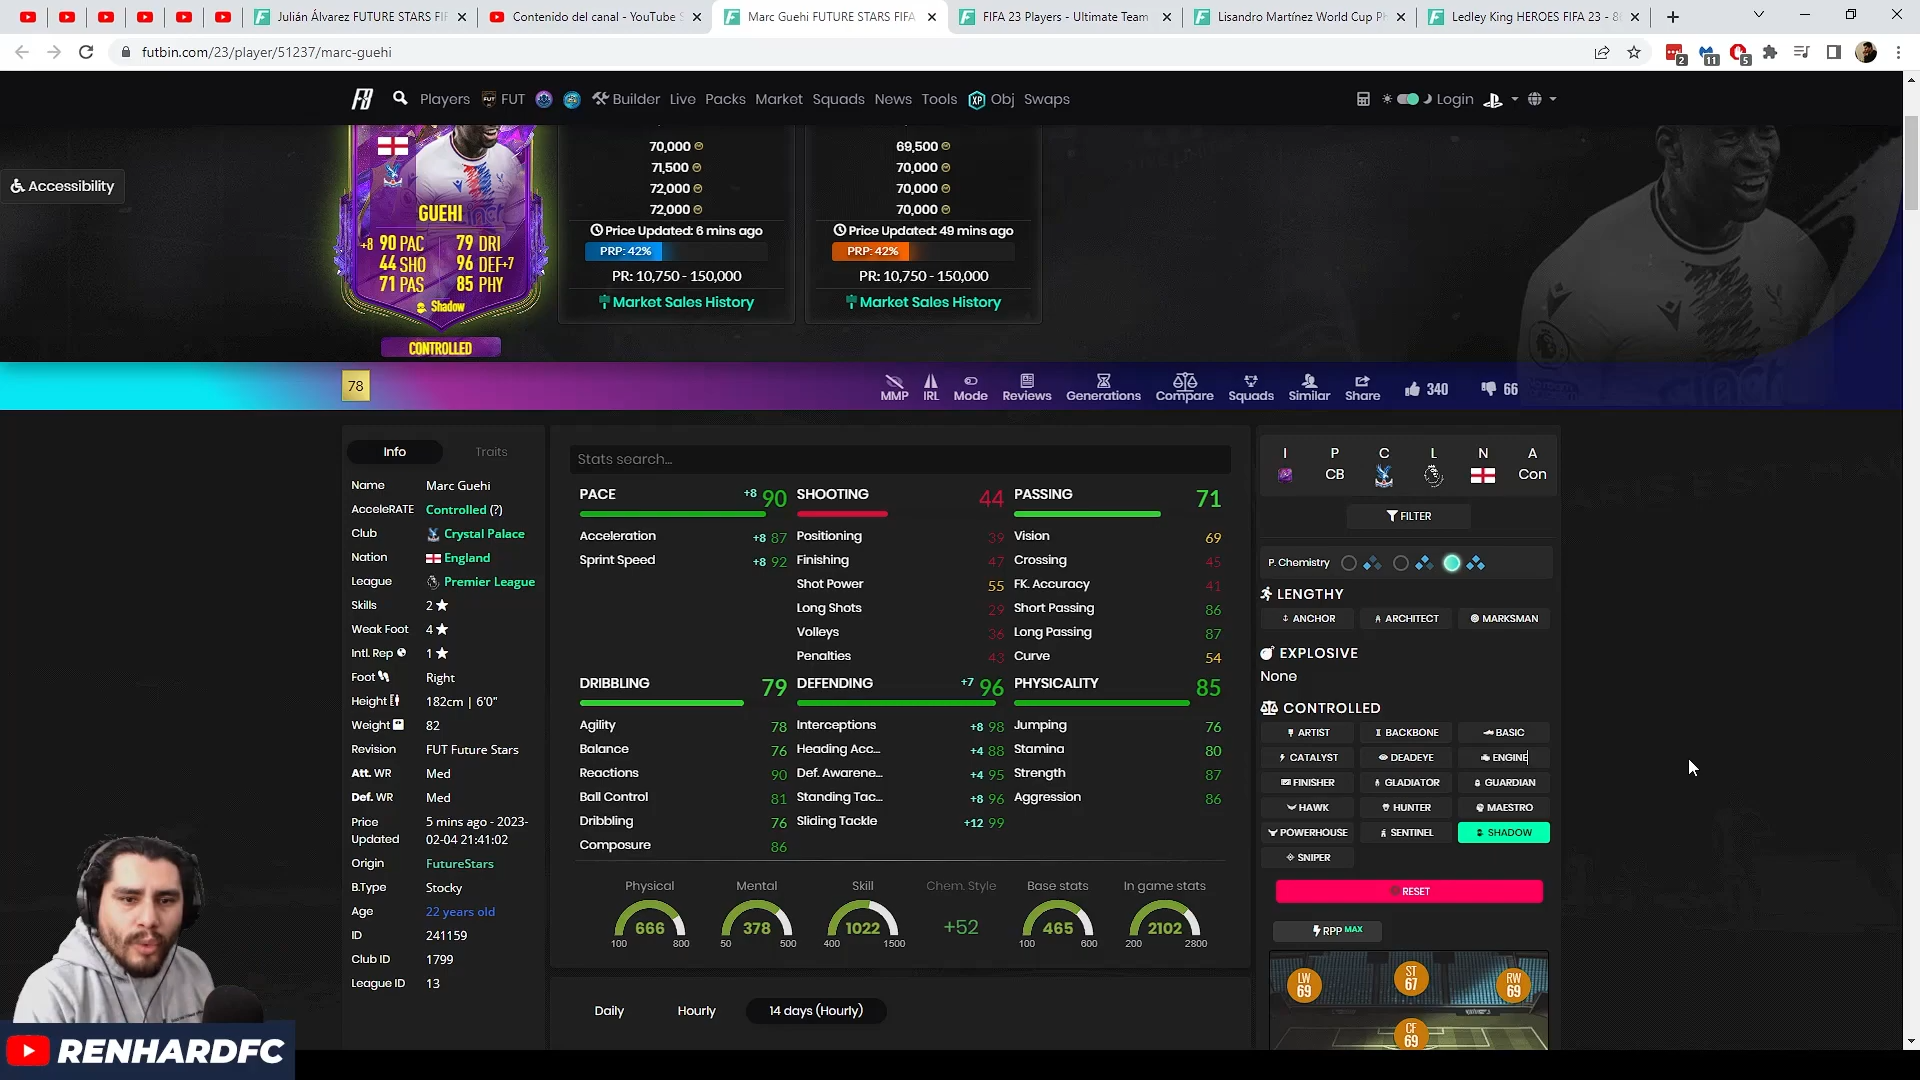 Julián Álvarez FUTURE STARS FIF
Contenido del canal - YouTube S
Marc Guehi FUTURE STARS FIFA
FIFA 23 Players - Ultimate Team
Lisandro Martínez World Cup Ph
Ledley King HEROES FIFA 23 - 8
futbin.com/23/player/51237/marc-guehi
2
11
5
Players FUT Builder Live Packs Market Squads News Tools XP Obj Swaps Login
Accessibility
70,000
71,500
72,000
72,000
Price Updated: 6 mins ago
PRP: 42%
PR: 10,750 - 150,000
Market Sales History
69,500
70,000
70,000
70,000
Price Updated: 49 mins ago
PRP: 42%
PR: 10,750 - 150,000
Market Sales History
GUEHI
+8 90 PAC 79 DRI
44 SHO 96 DEF+7
71 PAS 85 PHY
Shadow
CONTROLLED
78
MMP IRL Mode Reviews Generations Compare Squads Similar Share 340 66
Info Traits
Name Marc Guehi
AcceleRATE Controlled (?)
Club Crystal Palace
Nation England
League Premier League
Skills 2
Weak Foot 4
Intl. Rep 1
Foot Right
Height 182cm | 6'0"
Weight 82
Revision FUT Future Stars
Att. WR Med
Def. WR Med
Price Updated 5 mins ago - 2023-
02-04 21:41:02
Origin FutureStars
B.Type Stocky
Age 22 years old
ID 241159
Club ID 1799
League ID 13
Stats search...
PACE +8 90
Acceleration +8 87
Sprint Speed +8 92
SHOOTING 44
Positioning 39
Finishing 47
Shot Power 55
Long Shots 29
Volleys 36
Penalties 43
PASSING 71
Vision 69
Crossing 45
FK. Accuracy 41
Short Passing 86
Long Passing 87
Curve 54
DRIBBLING 79
Agility 78
Balance 76
Reactions 90
Ball Control 81
Dribbling 76
Composure 86
DEFENDING +7 96
Interceptions +8 98
Heading Acc... +4 88
Def. Awarene... +4 95
Standing Tac... +8 96
Sliding Tackle +12 99
PHYSICALITY 85
Jumping 76
Stamina 80
Strength 87
Aggression 86
Physical Mental Skill Chem. Style Base stats In game stats
666 378 1022 +52 465 2102
100 800 50 500 400 1500 100 600 200 2800
Daily Hourly 14 days (Hourly)
I P C L N A
CB Con
FILTER
P. Chemistry
LENGTHY
ANCHOR ARCHITECT MARKSMAN
EXPLOSIVE
None
CONTROLLED
ARTIST BACKBONE BASIC
CATALYST DEADEYE ENGINE
FINISHER GLADIATOR GUARDIAN
HAWK HUNTER MAESTRO
POWERHOUSE SENTINEL SHADOW
SNIPER
RESET
RPP MAX
LW 69
ST 67
RW 69
CF 69
RENHARDFC